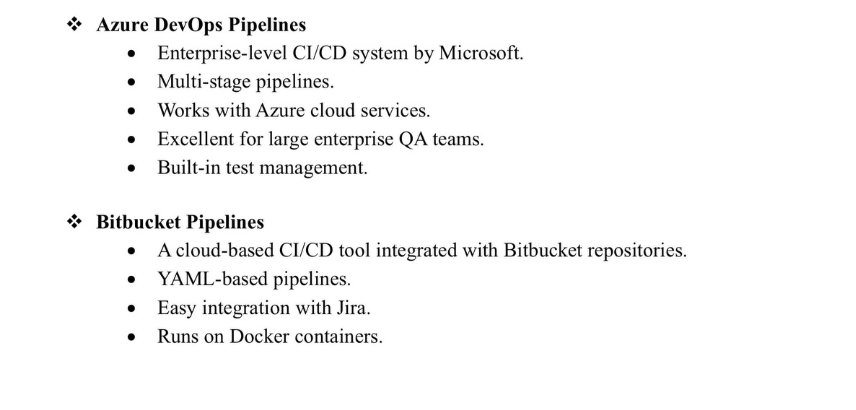 ❖ Azure DevOps Pipelines
• Enterprise-level CI/CD system by Microsoft.
• Multi-stage pipelines.
• Works with Azure cloud services.
• Excellent for large enterprise QA teams.
• Built-in test management.
❖ Bitbucket Pipelines
• A cloud-based CI/CD tool integrated with Bitbucket repositories.
• YAML-based pipelines.
• Easy integration with Jira.
• Runs on Docker containers.